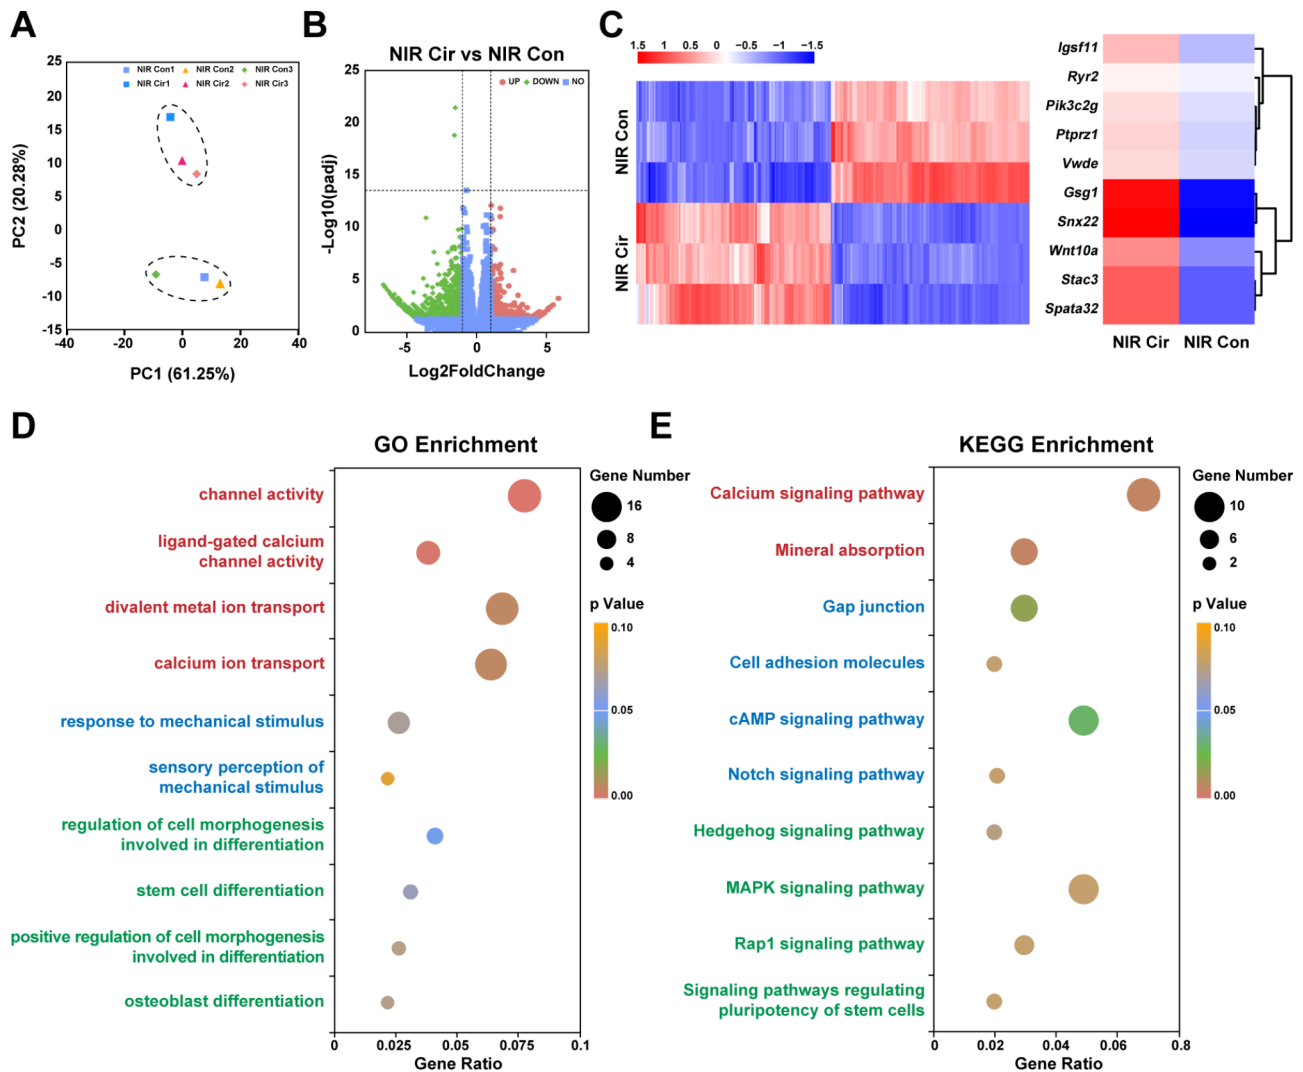 A
25
20
15
10
5
0
-5
-10
-15
-40
-20
0
20
40
PC2 (20.28%)
PC1 (61.25%)
NIR Con1
NIR Con2
NIR Con3
NIR Cir1
NIR Cir2
NIR Cir3
B
NIR Cir vs NIR Con
UP
DOWN
NO
25
20
15
10
5
0
-5
0
5
-Log10(padj)
Log2FoldChange
C
1.5
1
0.5
0
-0.5
-1
-1.5
NIR Con
NIR Cir
Igsf11
Ryr2
Pik3c2g
Ptprz1
Vwde
Gsg1
Snx22
Wnt10a
Stac3
Spata32
NIR Cir
NIR Con
D
GO Enrichment
channel activity
ligand-gated calcium
channel activity
divalent metal ion transport
calcium ion transport
response to mechanical stimulus
sensory perception of
mechanical stimulus
regulation of cell morphogenesis
involved in differentiation
stem cell differentiation
positive regulation of cell morphogenesis
involved in differentiation
osteoblast differentiation
0
0.025
0.05
0.075
0.1
Gene Ratio
Gene Number
16
8
4
p Value
0.10
0.05
0.00
E
KEGG Enrichment
Calcium signaling pathway
Mineral absorption
Gap junction
Cell adhesion molecules
cAMP signaling pathway
Notch signaling pathway
Hedgehog signaling pathway
MAPK signaling pathway
Rap1 signaling pathway
Signaling pathways regulating
pluripotency of stem cells
0
0.02
0.04
0.06
0.8
Gene Ratio
Gene Number
10
6
2
p Value
0.10
0.05
0.00